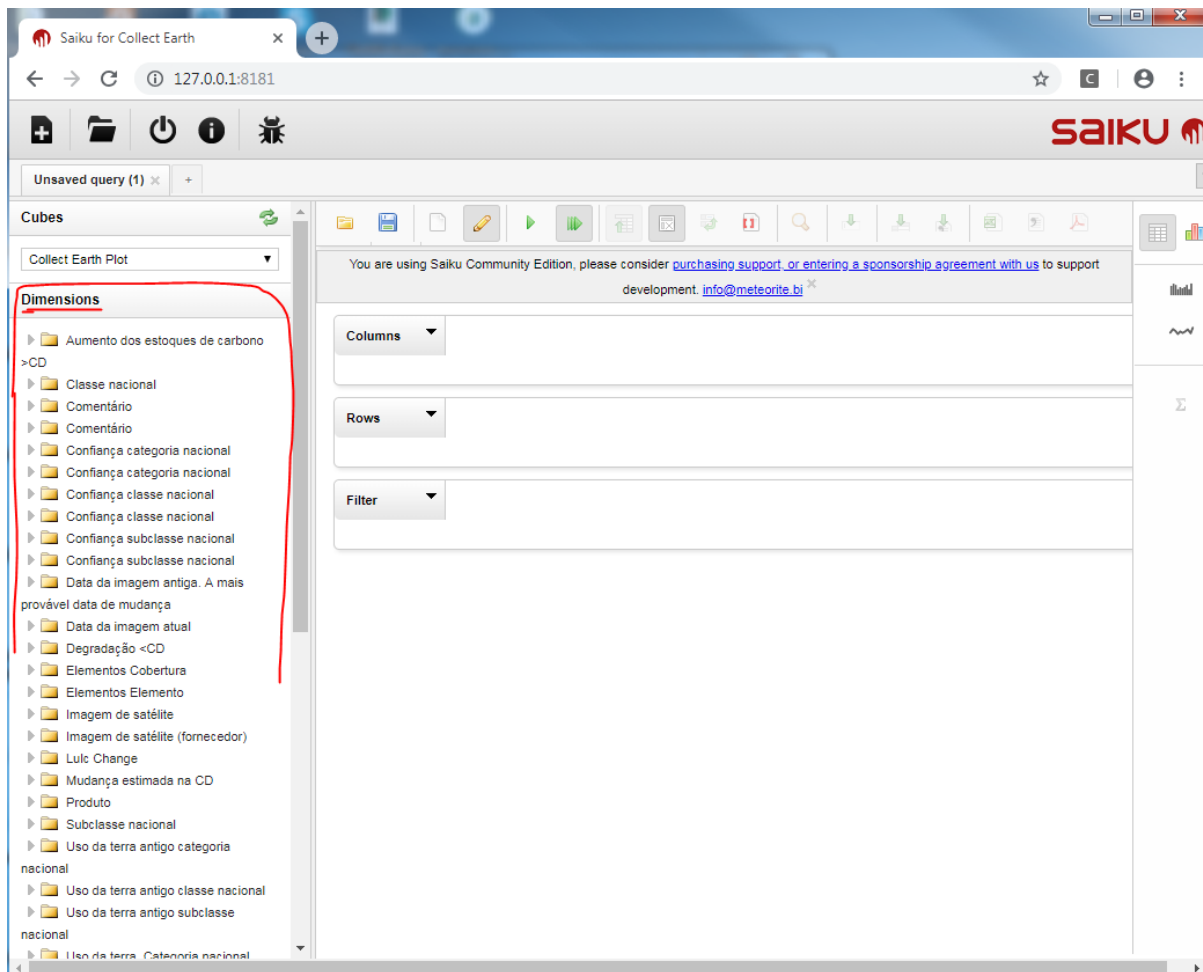 Saiku for Collect Earth
127.0.0.1:8181
C
saiku
Unsaved query (1)
Cubes
Collect Earth Plot
Dimensions
Aumento dos estoques de carbono
>CD
Classe nacional
Comentário
Comentário
Confiança categoria nacional
Confiança categoria nacional
Confiança classe nacional
Confiança classe nacional
Confiança subclasse nacional
Confiança subclasse nacional
Data da imagem antiga. A mais
provável data de mudança
Data da imagem atual
Degradação <CD
Elementos Cobertura
Elementos Elemento
Imagem de satélite
Imagem de satélite (fornecedor)
Lulc Change
Mudança estimada na CD
Produto
Subclasse nacional
Uso da terra antigo categoria
nacional
Uso da terra antigo classe nacional
Uso da terra antigo subclasse
nacional
Uso da terra. Categoria nacional
You are using Saiku Community Edition, please consider purchasing support, or entering a sponsorship agreement with us to support
development. info@meteorite.bi
Columns
Rows
Filter
Σ